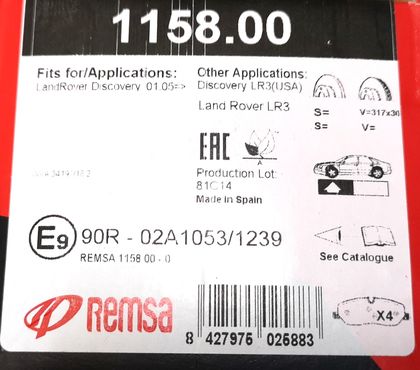 1158.00
Fits for/Applications:
LandRover Discovery 01.05=>
Other Applications:
Discovery LR3(USA)
Land Rover LR3
S= V=317x30
S= V=
EAC
Production Lot:
81C14
Made in Spain
E9 90R - 02A1053/1239
REMSA 1158 00 - 0
See Catalogue
REMSA
X4
8 427975 026883